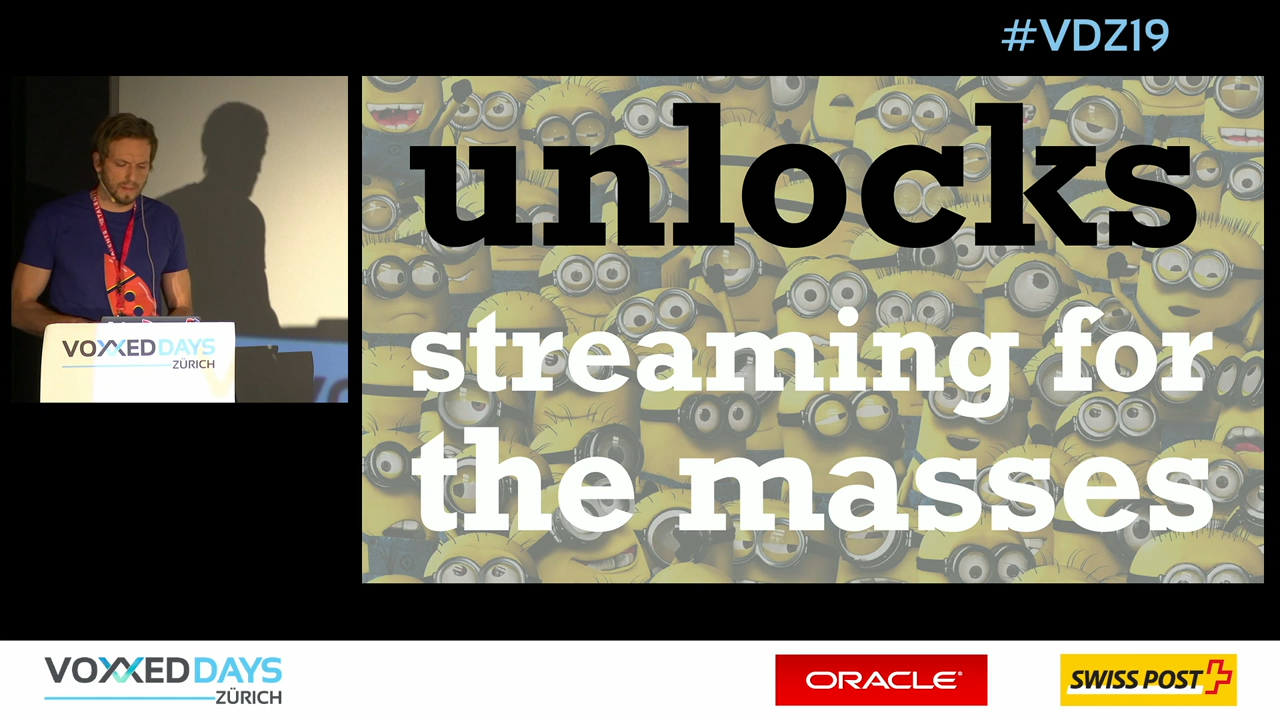 #VDZ19
unlocks
streaming for
the masses
VOXXED DAYS
ZÜRICH
VOXXED DAYS
ZÜRICH
ORACLE®
SWISS POST